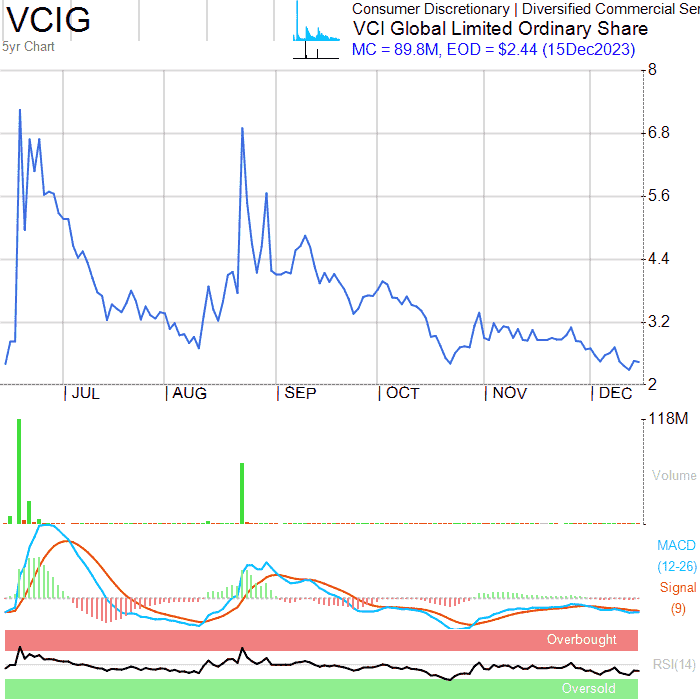 VCIG
5yr Chart
Consumer Discretionary | Diversified Commercial Ser
VCI Global Limited Ordinary Share
MC = 89.8M, EOD = $2.44 (15Dec2023)
8
6.8
5.6
4.4
3.2
2
JUL AUG SEP OCT NOV DEC
118M
Volume
MACD
(12-26)
Signal
(9)
Overbought
RSI(14)
Oversold